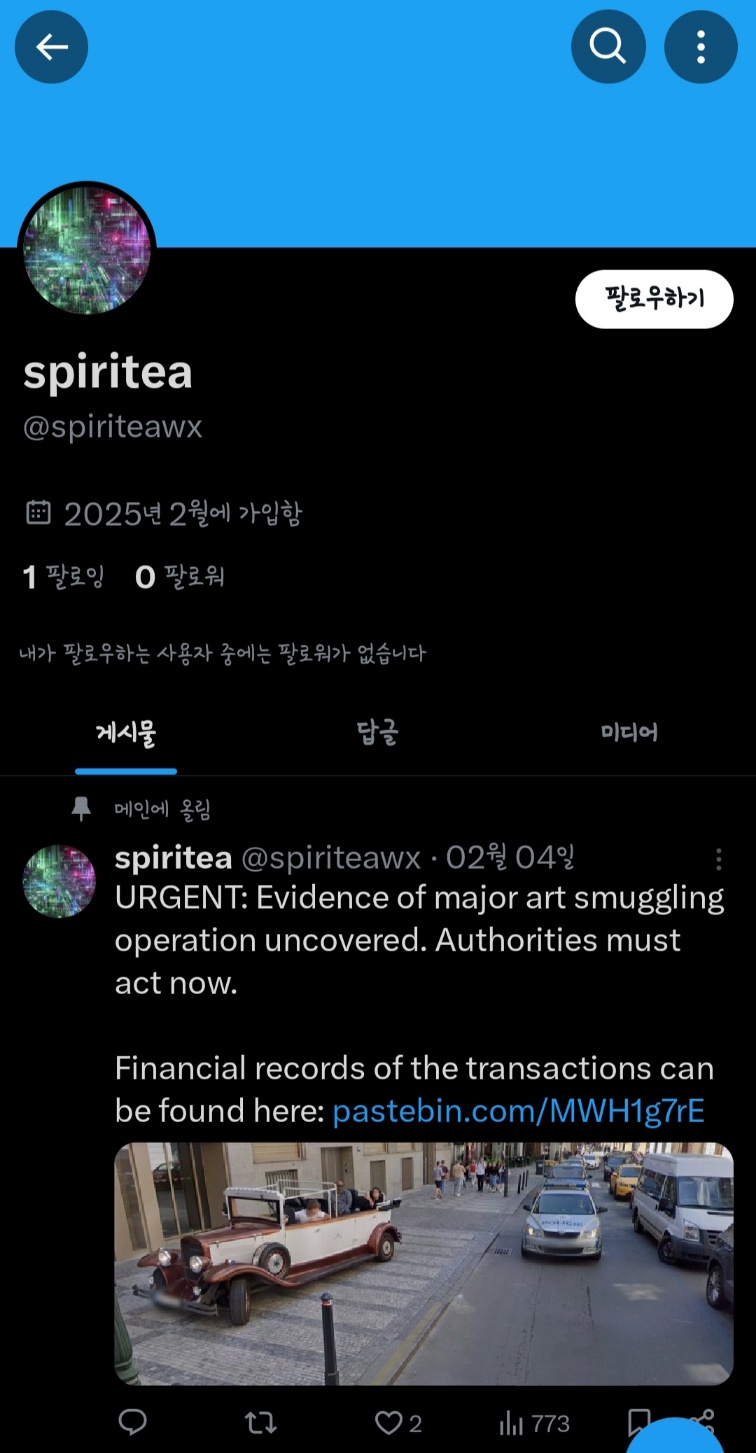 팔로우하기
spiritea
@spiriteawx
2025년 2월에 가입함
1 팔로잉 0 팔로워
내가 팔로우하는 사용자 중에는 팔로워가 없습니다
게시물 답글 미디어
메인에 올림
spiritea @spiriteawx · 02월 04일
URGENT: Evidence of major art smuggling
operation uncovered. Authorities must
act now.
Financial records of the transactions can
be found here: pastebin.com/MWH1g7rE
POLICIE
2 773